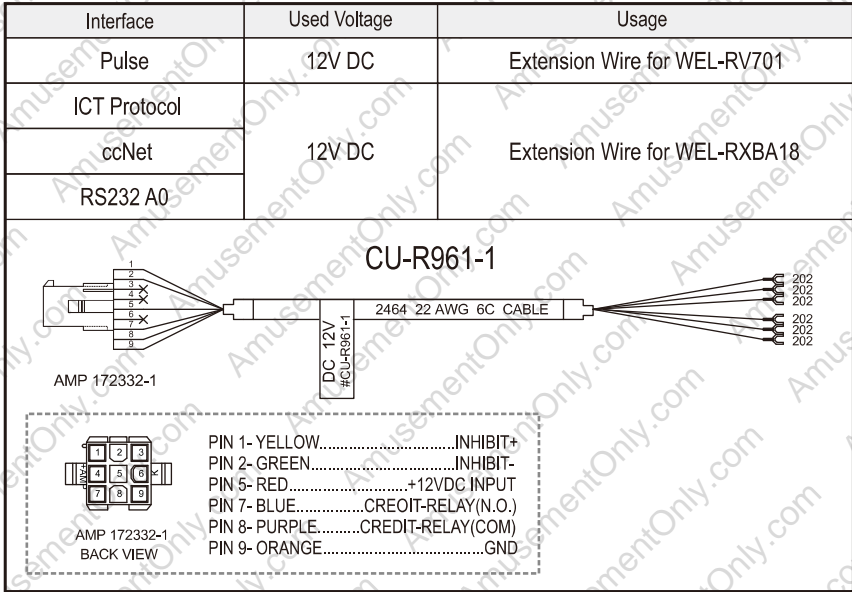 Interface Used Voltage Usage
Pulse 12V DC Extension Wire for WEL-RV701
ICT Protocol
ccNet 12V DC Extension Wire for WEL-RXBA18
RS232 A0
CU-R961-1
1
2
3
4
5
6
7
8
9
2464 22 AWG 6C CABLE
DC 12V
#CU-R961-1
202
202
202
202
202
202
AMP 172332-1
1 2 3
4 5 6
7 8 9
AMP
K
AMP 172332-1
BACK VIEW
PIN 1- YELLOW..............................INHIBIT+
PIN 2- GREEN................................INHIBIT-
PIN 5- RED..........................+12VDC INPUT
PIN 7- BLUE.............CREOIT-RELAY(N.O.)
PIN 8- PURPLE.........CREDIT-RELAY(COM)
PIN 9- ORANGE....................................GND
AmusementOnly.com